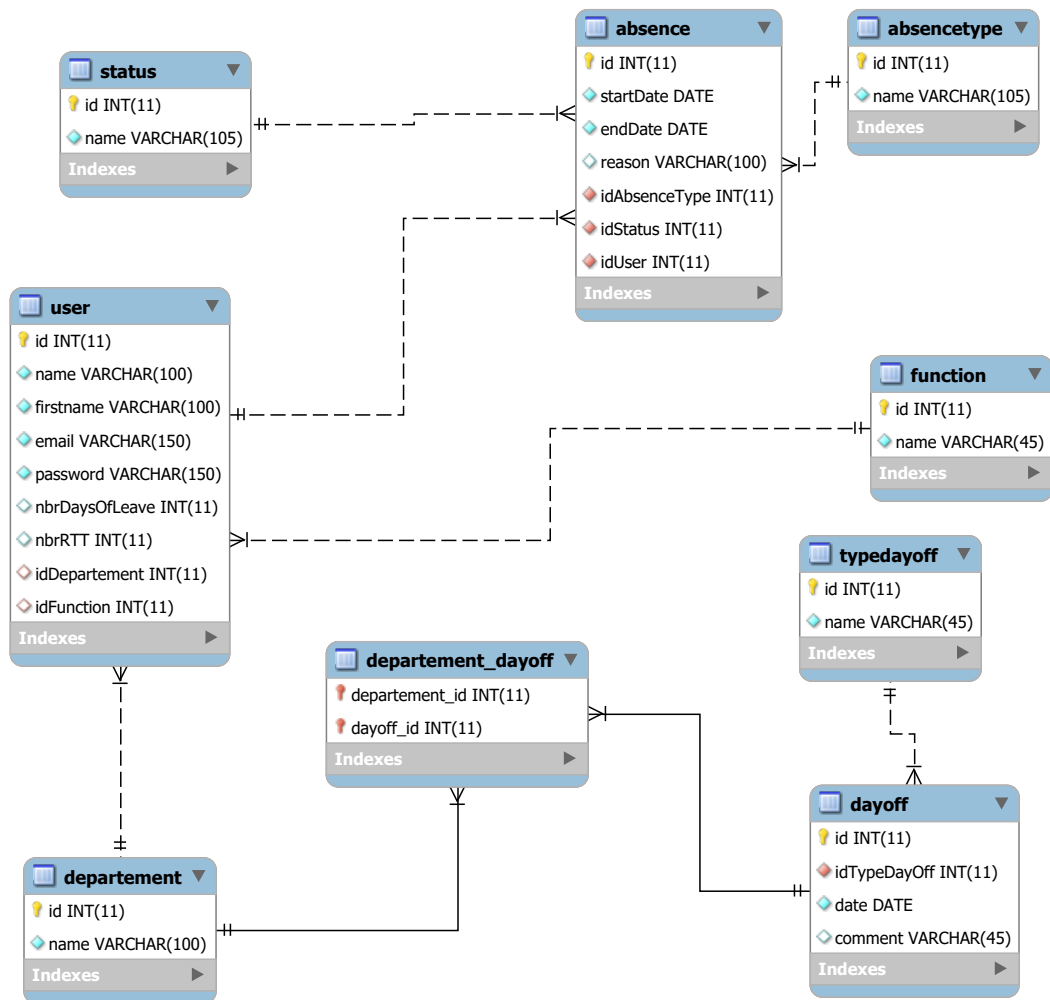 status
id INT(11)
name VARCHAR(105)
Indexes
absence
id INT(11)
startDate DATE
endDate DATE
reason VARCHAR(100)
idAbsenceType INT(11)
idStatus INT(11)
idUser INT(11)
Indexes
absencetype
id INT(11)
name VARCHAR(105)
Indexes
user
id INT(11)
name VARCHAR(100)
firstname VARCHAR(100)
email VARCHAR(150)
password VARCHAR(150)
nbrDaysOfLeave INT(11)
nbrRTT INT(11)
idDepartement INT(11)
idFunction INT(11)
Indexes
function
id INT(11)
name VARCHAR(45)
Indexes
typedayoff
id INT(11)
name VARCHAR(45)
Indexes
departement_dayoff
departement_id INT(11)
dayoff_id INT(11)
Indexes
dayoff
id INT(11)
idTypeDayOff INT(11)
date DATE
comment VARCHAR(45)
Indexes
departement
id INT(11)
name VARCHAR(100)
Indexes